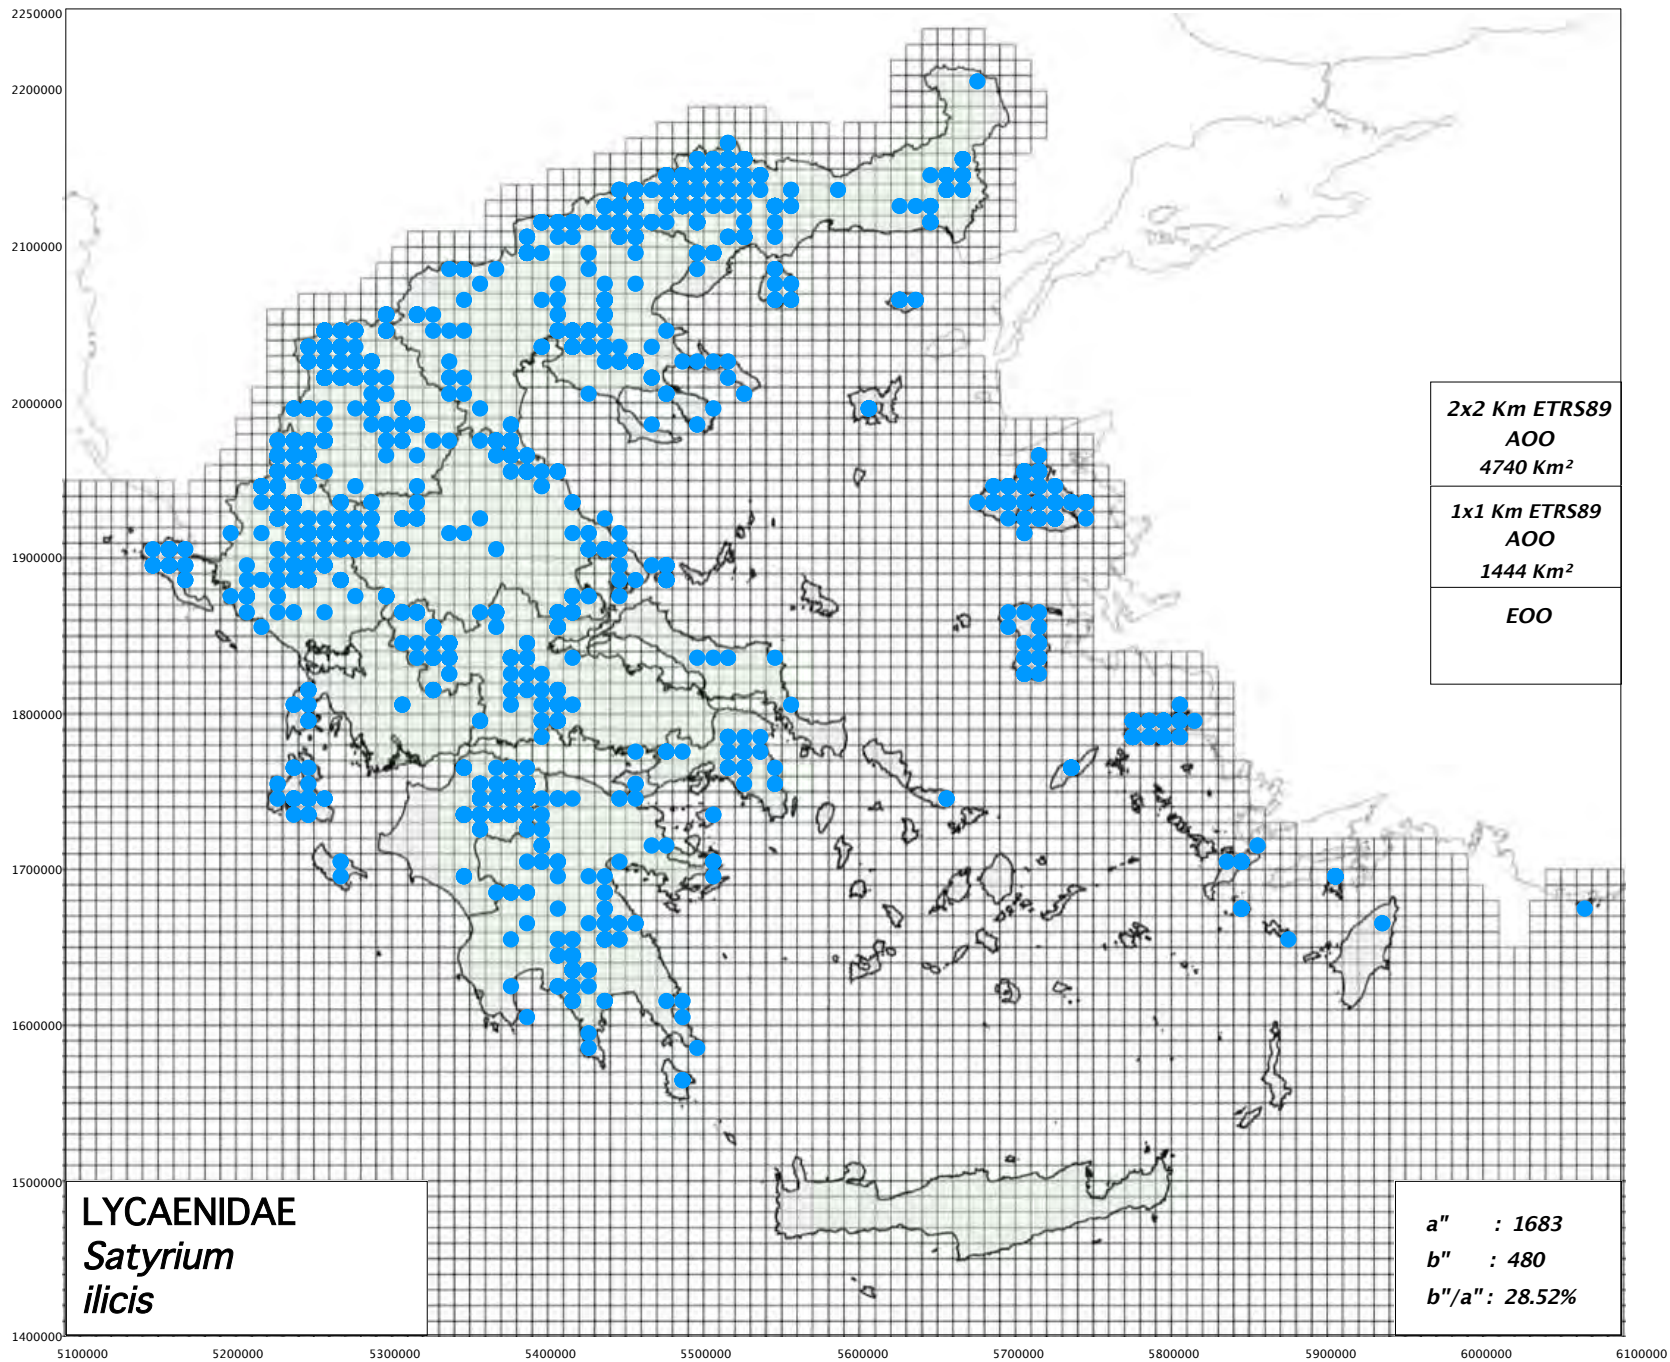 2250000
2200000
2100000
2000000
1900000
1800000
1700000
1600000
1500000
1400000
2x2 Km ETRS89
AOO
4740 Km²
1x1 Km ETRS89
AOO
1444 Km²
EOO
LYCAENIDAE
Satyrium
ilicis
a" : 1683
b" : 480
b"/a" : 28.52%
5100000 5200000 5300000 5400000 5500000 5600000 5700000 5800000 5900000 6000000 6100000